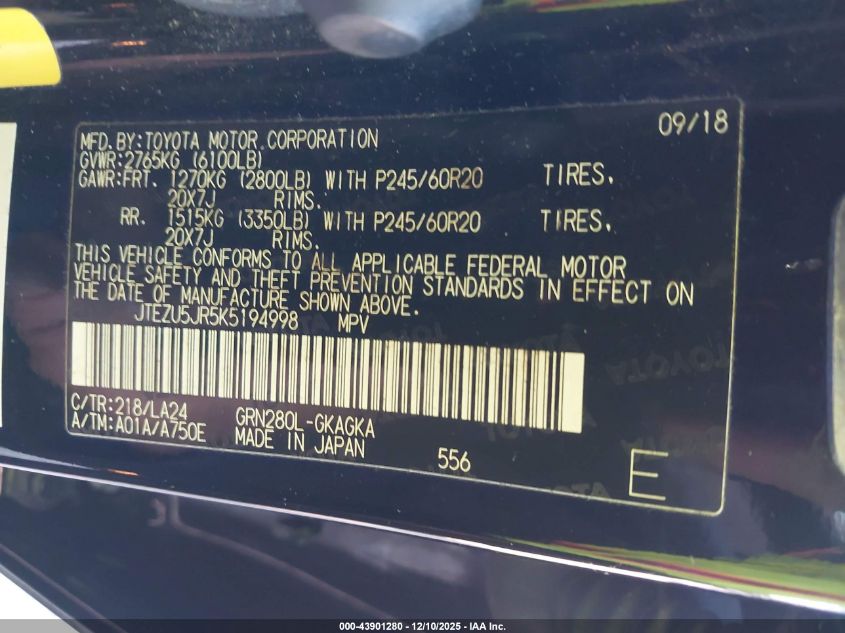 09/18
MFD.BY:TOYOTA MOTOR CORPORATION
GVWR:2765KG (6100LB)
GAWR:FRT. 1270KG (2800LB) WITH P245/60R20 TIRES.
20X7J RIMS.
RR. 1515KG (3350LB) WITH P245/60R20 TIRES.
20X7J RIMS.
THIS VEHICLE CONFORMS TO ALL APPLICABLE FEDERAL MOTOR
VEHICLE SAFETY AND THEFT PREVENTION STANDARDS IN EFFECT ON
THE DATE OF MANUFACTURE SHOWN ABOVE.
JTEZU5JR5K5194998 MPV
C/TR:218/LA24 GRN280L-GKAGKA
A/TM:A01A/A750E MADE IN JAPAN 556 E
TOYOTA
000-43901280 - 12/10/2025 - IAA Inc.